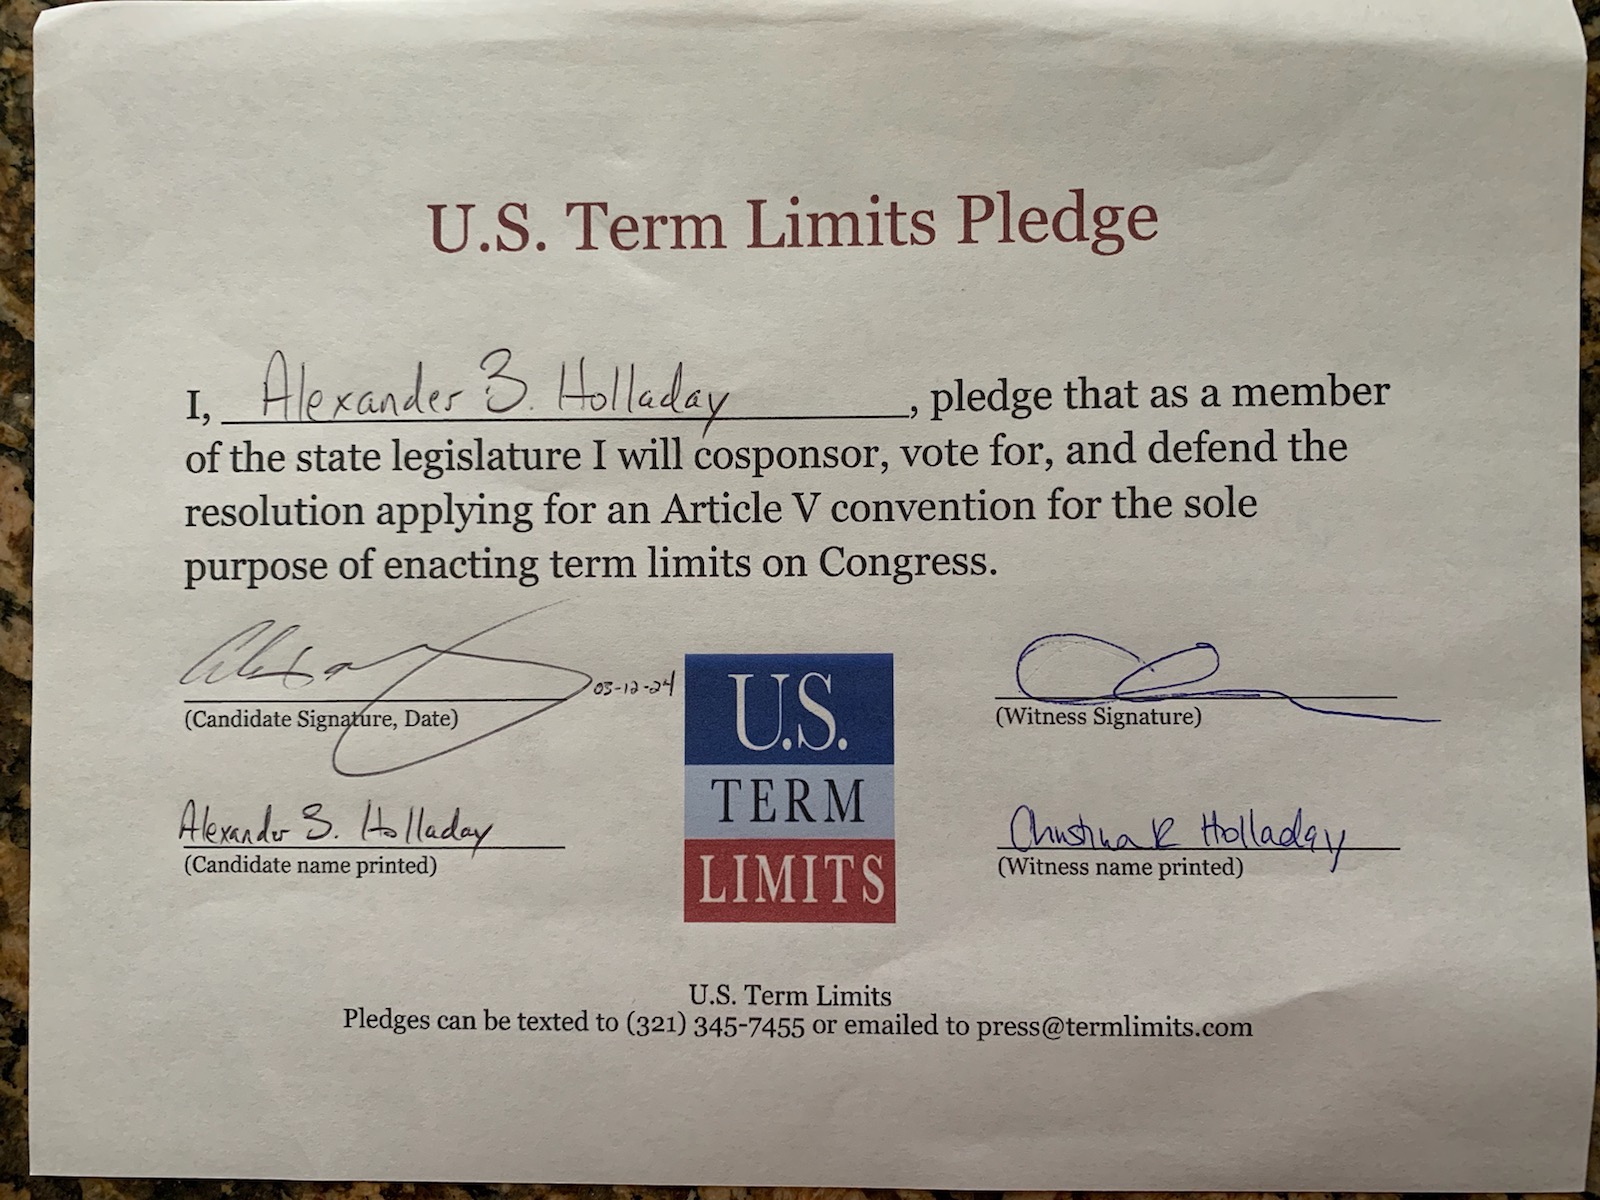 U.S. Term Limits Pledge
I, Alexander B. Holladay, pledge that as a member
of the state legislature I will cosponsor, vote for, and defend the
resolution applying for an Article V convention for the sole
purpose of enacting term limits on Congress.
03-12-24
(Candidate Signature, Date)
(Witness Signature)
Alexander B. Holladay
(Candidate name printed)
U.S.
TERM
LIMITS
Christina R Holladay
(Witness name printed)
U.S. Term Limits
Pledges can be texted to (321) 345-7455 or emailed to press@termlimits.com